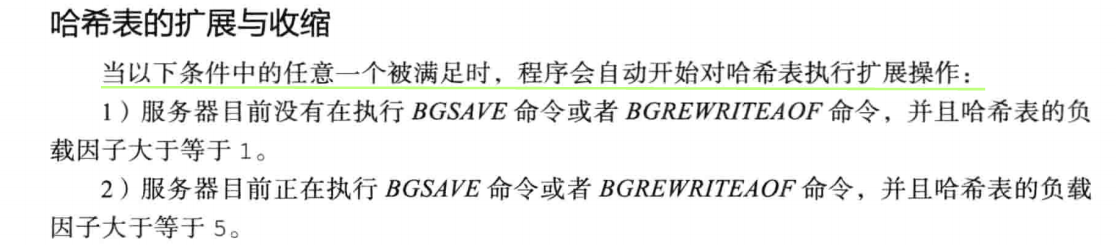 哈希表的扩展与收缩
当以下条件中的任意一个被满足时，程序会自动开始对哈希表执行扩展操作：
1）服务器目前没有在执行 BGSAVE 命令或者 BGREWRITEAOF 命令，并且哈希表的负
载因子大于等于 1。
2）服务器目前正在执行 BGSAVE 命令或者 BGREWRITEAOF 命令，并且哈希表的负载
因子大于等于 5。